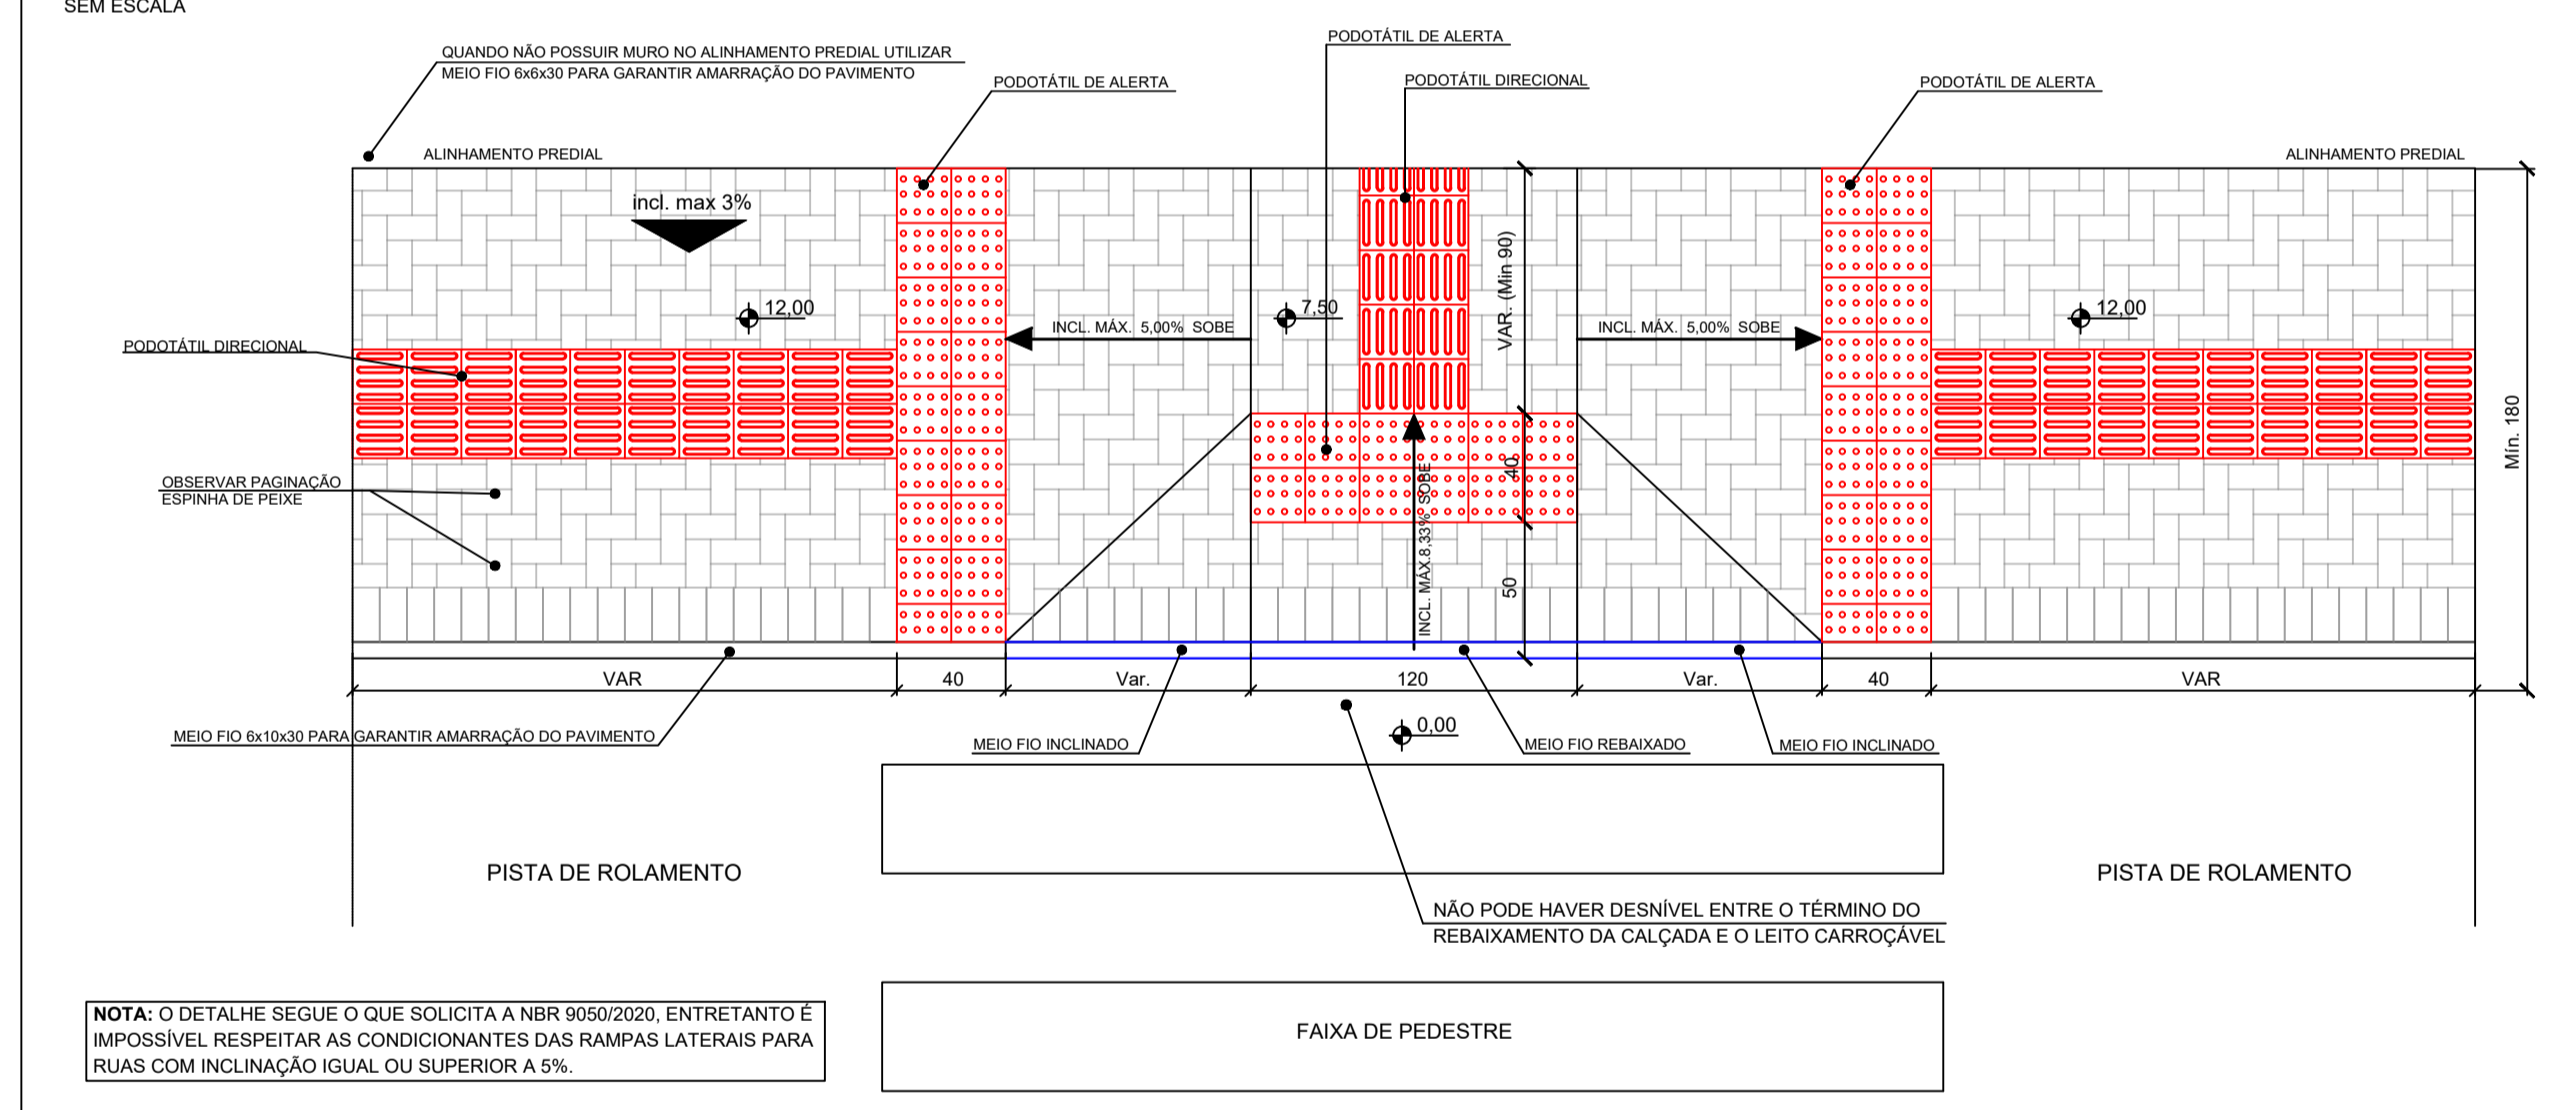 SEM ESCALA
QUANDO NÃO POSSUIR MURO NO ALINHAMENTO PREDIAL UTILIZAR
MEIO FIO 6x6x30 PARA GARANTIR AMARRAÇÃO DO PAVIMENTO
PODOTÁTIL DE ALERTA
PODOTÁTIL DE ALERTA
PODOTÁTIL DIRECIONAL
PODOTÁTIL DE ALERTA
ALINHAMENTO PREDIAL
ALINHAMENTO PREDIAL
incl. max 3%
12,00
7,50
12,00
INCL. MÁX. 5,00% SOBE
INCL. MÁX. 5,00% SOBE
VAR. (Min 90)
PODOTÁTIL DIRECIONAL
OBSERVAR PAGINAÇÃO
ESPINHA DE PEIXE
40
50
INCL. MÁX.8,33% SOBE
Mín. 180
VAR
40
Var.
120
Var.
40
VAR
MEIO FIO 6x10x30 PARA GARANTIR AMARRAÇÃO DO PAVIMENTO
MEIO FIO INCLINADO
0,00
MEIO FIO REBAIXADO
MEIO FIO INCLINADO
PISTA DE ROLAMENTO
PISTA DE ROLAMENTO
NÃO PODE HAVER DESNÍVEL ENTRE O TÉRMINO DO
REBAIXAMENTO DA CALÇADA E O LEITO CARROÇÁVEL
NOTA: O DETALHE SEGUE O QUE SOLICITA A NBR 9050/2020, ENTRETANTO É
IMPOSSÍVEL RESPEITAR AS CONDICIONANTES DAS RAMPAS LATERAIS PARA
RUAS COM INCLINAÇÃO IGUAL OU SUPERIOR A 5%.
FAIXA DE PEDESTRE